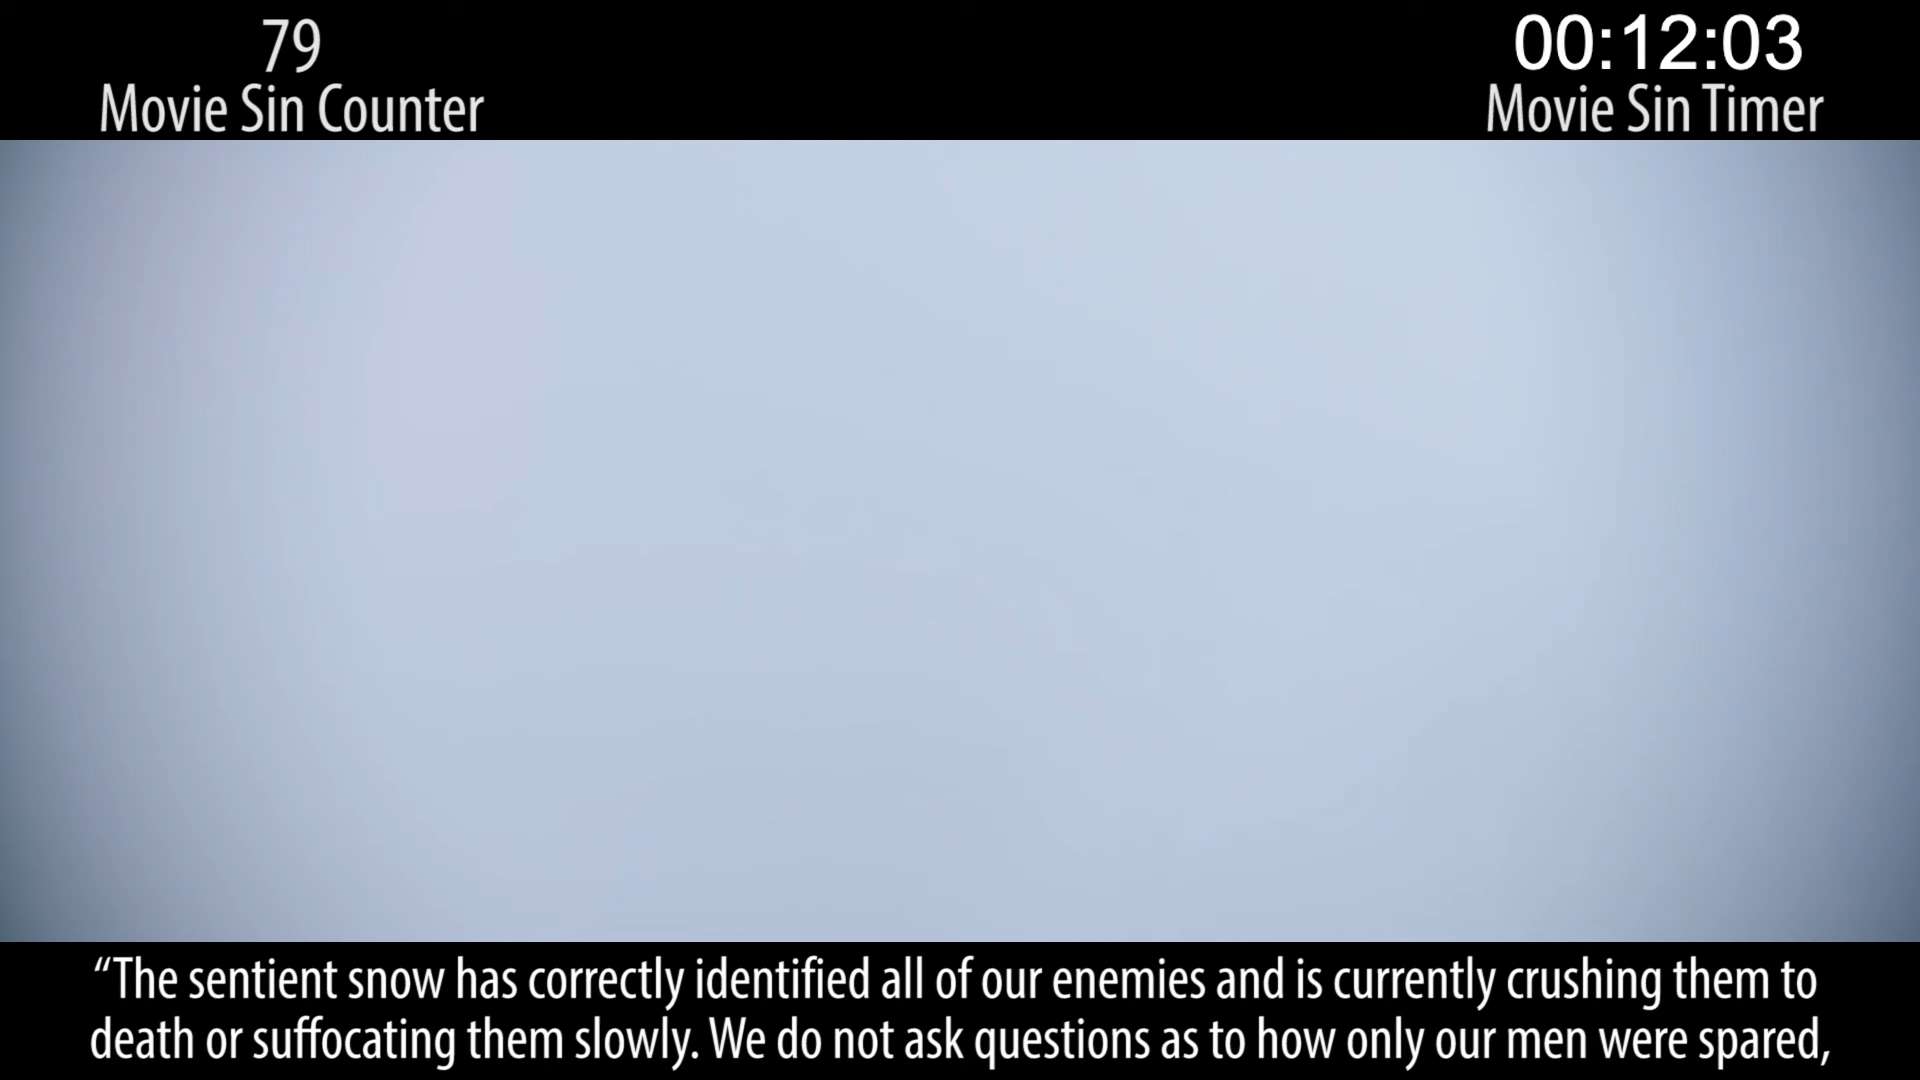 79
Movie Sin Counter
00:12:03
Movie Sin Timer
“The sentient snow has correctly identified all of our enemies and is currently crushing them to
death or suffocating them slowly. We do not ask questions as to how only our men were spared,